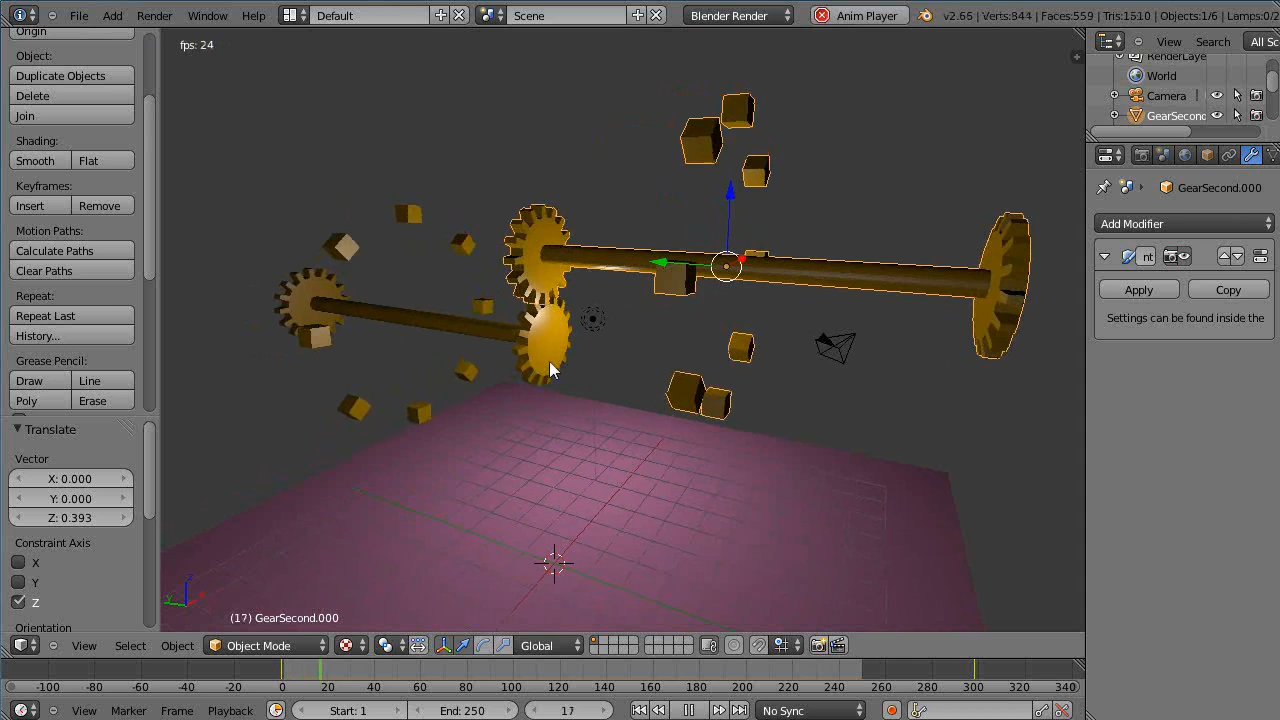 File Render Window Help Default Scene Blender Render Anim Player v2.66 | Verts:844 | Faces:559 | Tris:1510 | Objects:1/6 | Lamps:0/2
Origin
Object:
Duplicate Objects
Delete
Join
Shading:
Smooth Flat
Keyframes:
Insert Remove
Motion Paths:
Calculate Paths
Clear Paths
Repeat:
Repeat Last
History...
Grease Pencil:
Draw Line
Poly Erase
Translate
Vector
X: 0.000
Y: 0.000
Z: 0.393
Constraint Axis
X
Y
Z
Orientation
fps: 24
(17) GearSecond.000
View Search All Sc
RenderLaye
World
Camera
GearSecond
GearSecond.000
Add Modifier
nt
Apply Copy
Settings can be found inside the
View Select Object Object Mode Global
-100 -80 -60 -40 -20 0 20 40 60 80 100 120 140 160 180 200 220 240 260 280 300 320 340
View Marker Frame Playback Start: 1 End: 250 17 No Sync